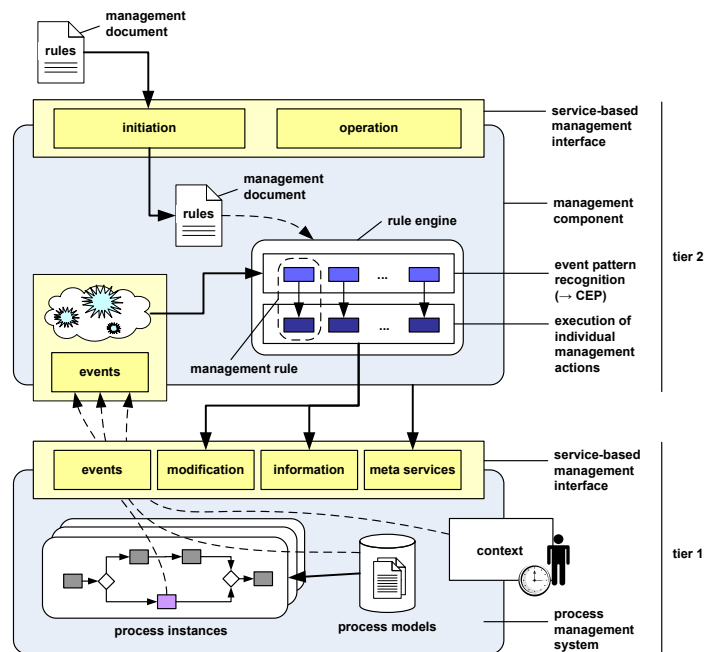 management
document
rules
initiation
operation
service-based
management
interface
management
document
rules
rule engine
management
component
tier 2
...
event pattern
recognition
(→ CEP)
...
execution of
individual
management
actions
management rule
events
events
modification
information
meta services
service-based
management
interface
context
tier 1
process instances
process models
process
management
system